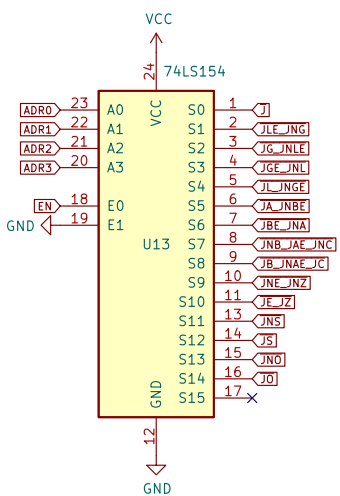 VCC
24
74LS154
ADR0 23 A0 VCC S0 1 J
ADR1 22 A1 S1 2 JLE_JNG
ADR2 21 A2 S2 3 JG_JNLE
ADR3 20 A3 S3 4 JGE_JNL
S4 5 JL_JNGE
EN 18 E0 S5 6 JA_JNBE
GND 19 E1 S6 7 JBE_JNA
U13 S7 8 JNB_JAE_JNC
S8 9 JB_JNAE_JC
S9 10 JNE_JNZ
S10 11 JE_JZ
S11 13 JNS
S12 14 JS
S13 15 JNO
GND S14 16 JO
S15 17
12
GND